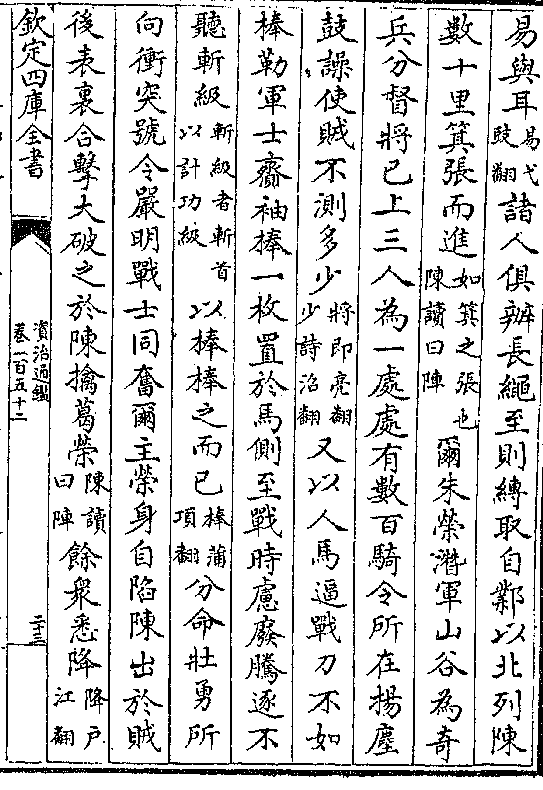 易與耳易弋豉翻諸人俱辦長繩至則縳取自鄴以北列陳
數十里箕張而進如箕之張也陳讀曰陣爾朱榮潛軍山谷為奇
兵分督將已上三人為一處處有數百騎令所在揚塵
鼓譟使賊不測多少將即亮翻少詩沼翻又以人馬逼戰刀不如
棒勒軍士齎袖棒一枚置於馬側至戰時慮廢騰逐不
聽斬級斬級者斬首以計功級以棒棒之而已棒蒲項翻分命壯勇所
向衝突號令嚴明戰士同奮爾主榮身自陷陳出於賊
後表裏合擊大破之於陳擒葛榮陳讀曰陣餘衆悉降降戶江翻
欽定四庫全書
資治通鑑
卷一百五十二
二十三